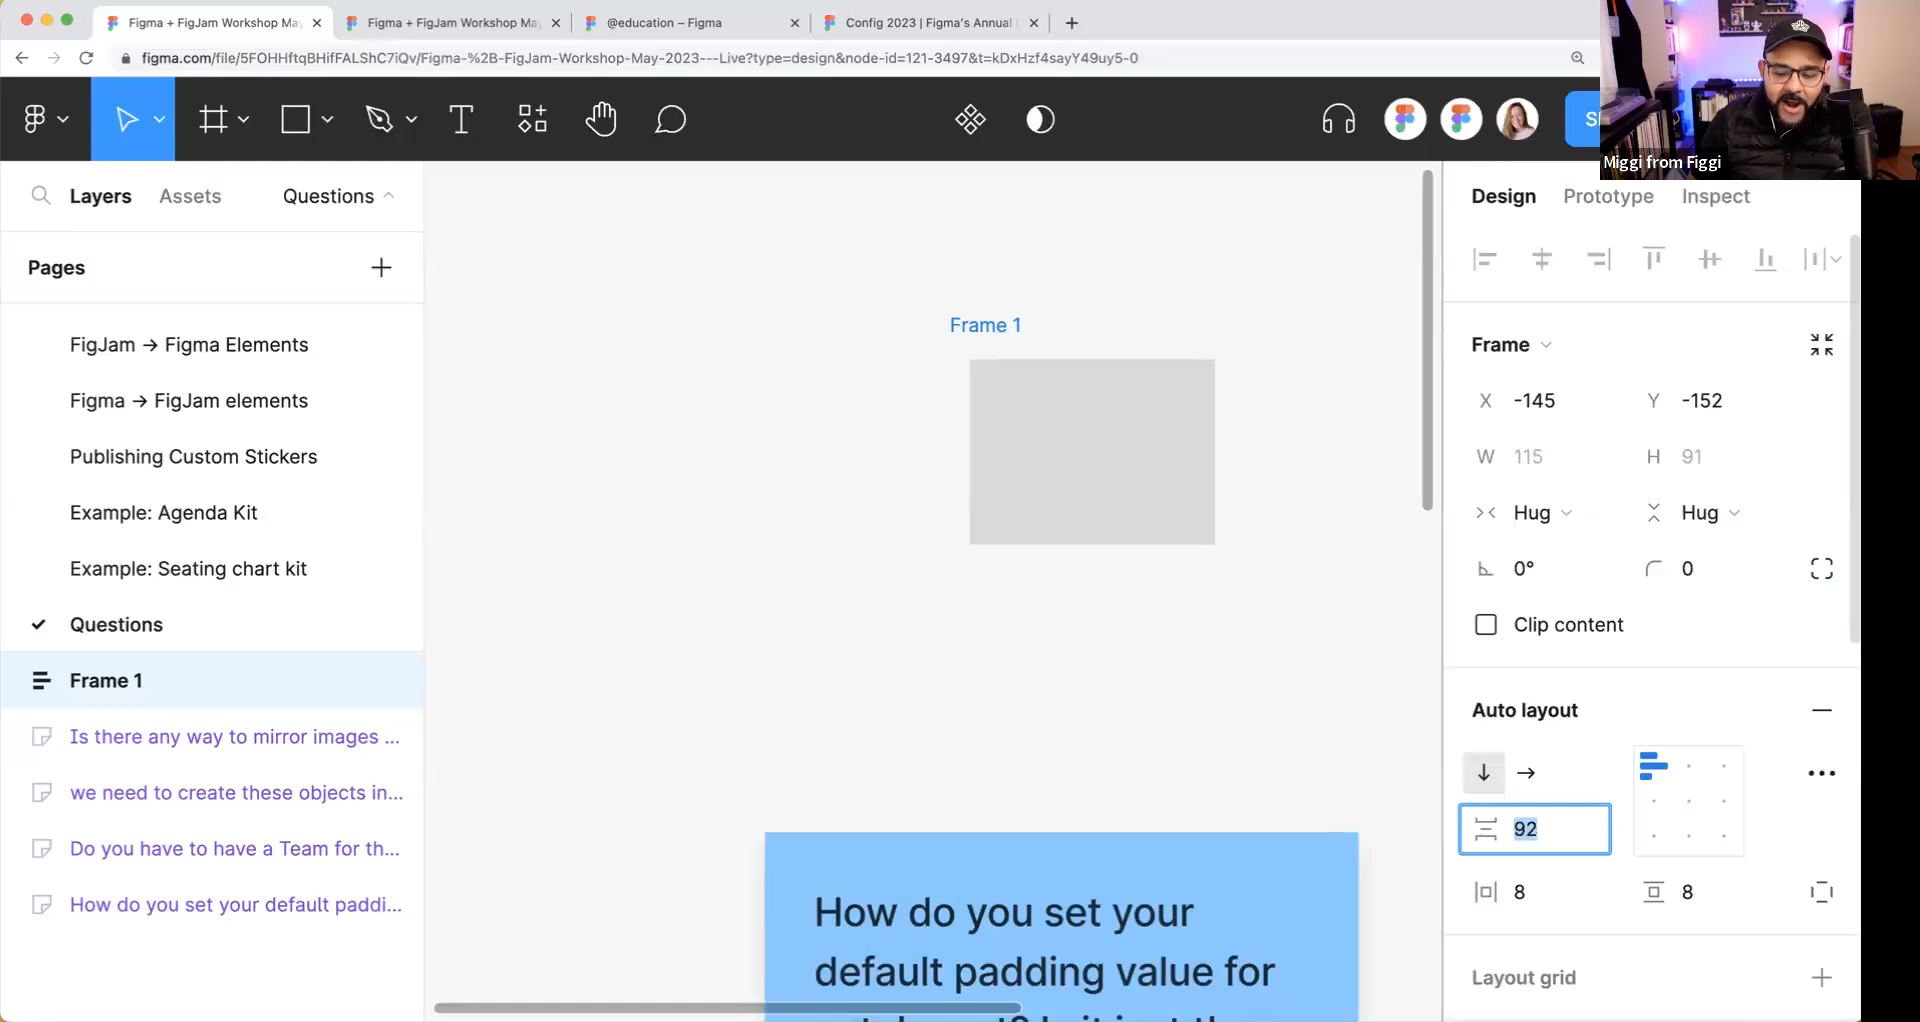 Figma + FigJam Workshop May
Figma + FigJam Workshop May
@education – Figma
Config 2023 | Figma's Annual
figma.com/file/5FOHHftqBHifFALShC7iQv/Figma-%2B-FigJam-Workshop-May-2023---Live?type=design&node-id=121-3497&t=kDxHzf4sayY49uy5-0
Miggi from Figgi
Layers
Assets
Questions
Design
Prototype
Inspect
Pages
FigJam → Figma Elements
Figma → FigJam elements
Publishing Custom Stickers
Example: Agenda Kit
Example: Seating chart kit
Questions
Frame 1
Is there any way to mirror images ...
we need to create these objects in...
Do you have to have a Team for th...
How do you set your default paddi...
Frame 1
How do you set your
default padding value for
Frame
X -145
Y -152
W 115
H 91
Hug
Hug
0°
0
Clip content
Auto layout
92
8
8
Layout grid